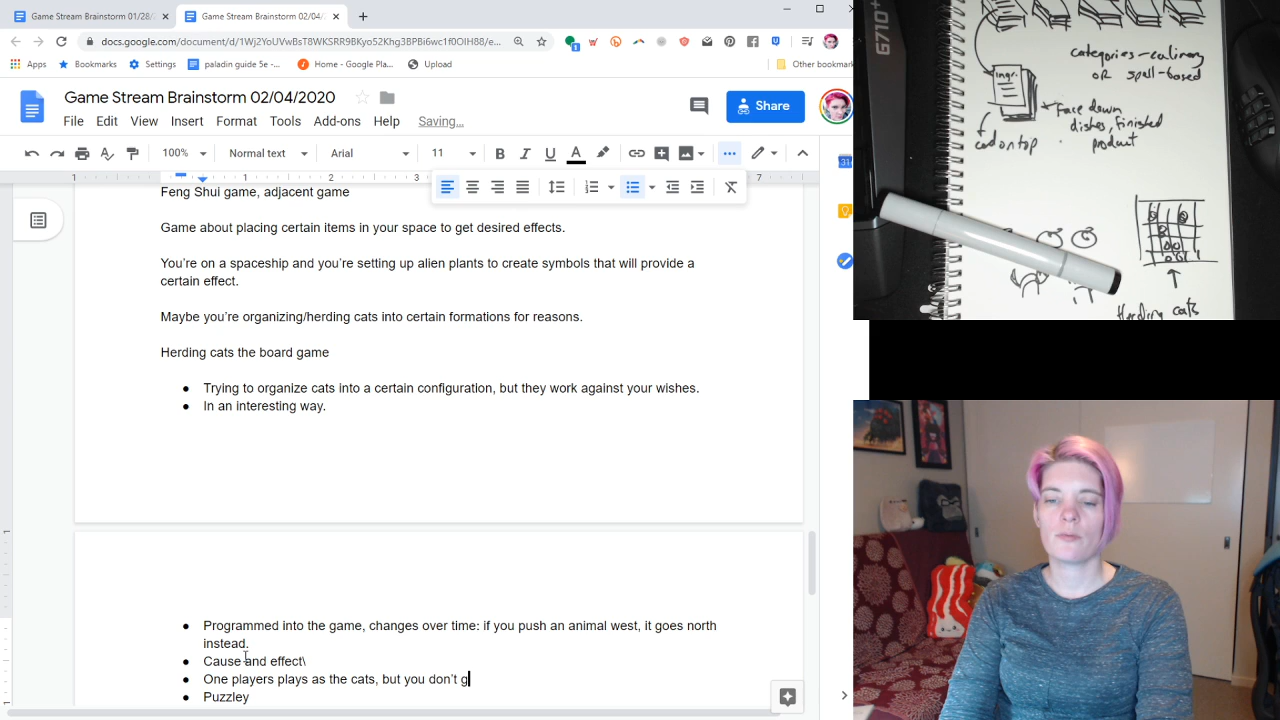 Game Stream Brainstorm 01/28/
Game Stream Brainstorm 02/04/
docs.google.com/document/d/1Wj2YoUVwBsT8WKSRR9BKyo52Khg3BPBi6wc1f0OIH88/e...
Apps
Bookmarks
Settings
paladin guide 5e -...
Home - Google Pla...
Upload
Other bookmark
Game Stream Brainstorm 02/04/2020
Share
File Edit View Insert Format Tools Add-ons Help Saving...
100% Normal text Arial 11 B I U A
1 1 2 3 7
Feng Shui game, adjacent game
Game about placing certain items in your space to get desired effects.
You're on a spaceship and you're setting up alien plants to create symbols that will provide a
certain effect.
Maybe you're organizing/herding cats into certain formations for reasons.
Herding cats the board game
● Trying to organize cats into a certain configuration, but they work against your wishes.
● In an interesting way.
● Programmed into the game, changes over time: if you push an animal west, it goes north
instead.
● Cause and effect\
● One players plays as the cats, but you don't g
● Puzzley
31
G710+
categories - culinary
OR spell-based
Ingr.
Face down
dishes, finished
product
card on top
Herding cats